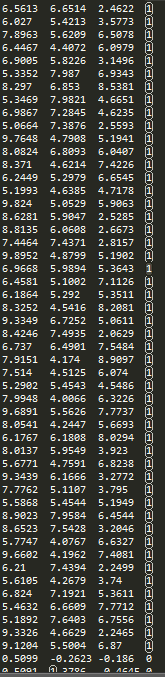 6.5613 6.6514 2.4622 1
6.027 5.4213 3.5773 1
7.8963 5.6209 6.5078 1
6.4467 4.4072 6.0979 1
6.9005 5.8226 3.1496 1
5.3352 7.987 6.9343 1
8.297 6.853 8.5381 1
5.3469 7.9821 4.6651 1
6.9867 7.2845 4.6235 1
5.0664 7.3876 2.5593 1
9.7648 4.7908 5.1941 1
8.0824 6.8093 6.0407 1
8.371 4.6214 7.4226 1
6.2449 5.2979 6.6545 1
5.1993 4.6385 4.7178 1
9.824 5.0529 5.9063 1
8.6281 5.9047 2.5285 1
8.8135 6.0608 2.6673 1
7.4464 7.4371 2.8157 1
9.8952 4.8799 5.1902 1
6.9668 5.9894 5.3643 1
6.4581 5.1002 7.1126 1
6.1864 5.292 5.3511 1
8.3252 4.5416 8.2081 1
9.3349 6.7252 5.0611 1
8.4246 7.4935 2.0629 1
6.737 6.4901 7.5484 1
7.9151 4.174 8.9097 1
7.514 4.5125 6.074 1
5.2902 5.4543 4.5486 1
7.9948 4.0066 6.3226 1
9.6891 5.5626 7.7737 1
8.0541 4.2447 5.6693 1
6.1767 6.1808 8.0294 1
8.0137 5.9549 3.923 1
5.6771 4.7591 6.8238 1
9.3439 6.1666 3.2772 1
7.7762 5.1107 3.795 1
5.5868 5.4544 5.1949 1
8.9023 7.9584 6.4544 1
8.6523 7.5428 3.2046 1
5.7747 4.0767 6.6327 1
9.6602 4.1962 7.4081 1
6.21 7.4394 2.2499 1
5.6105 4.2679 3.74 1
6.824 7.1921 5.3611 1
5.4632 6.6609 7.7712 1
5.1892 7.6403 6.7556 1
9.3326 4.6629 2.2465 1
9.1204 5.5004 6.87 1
0.5099 -0.2623 -0.186 0